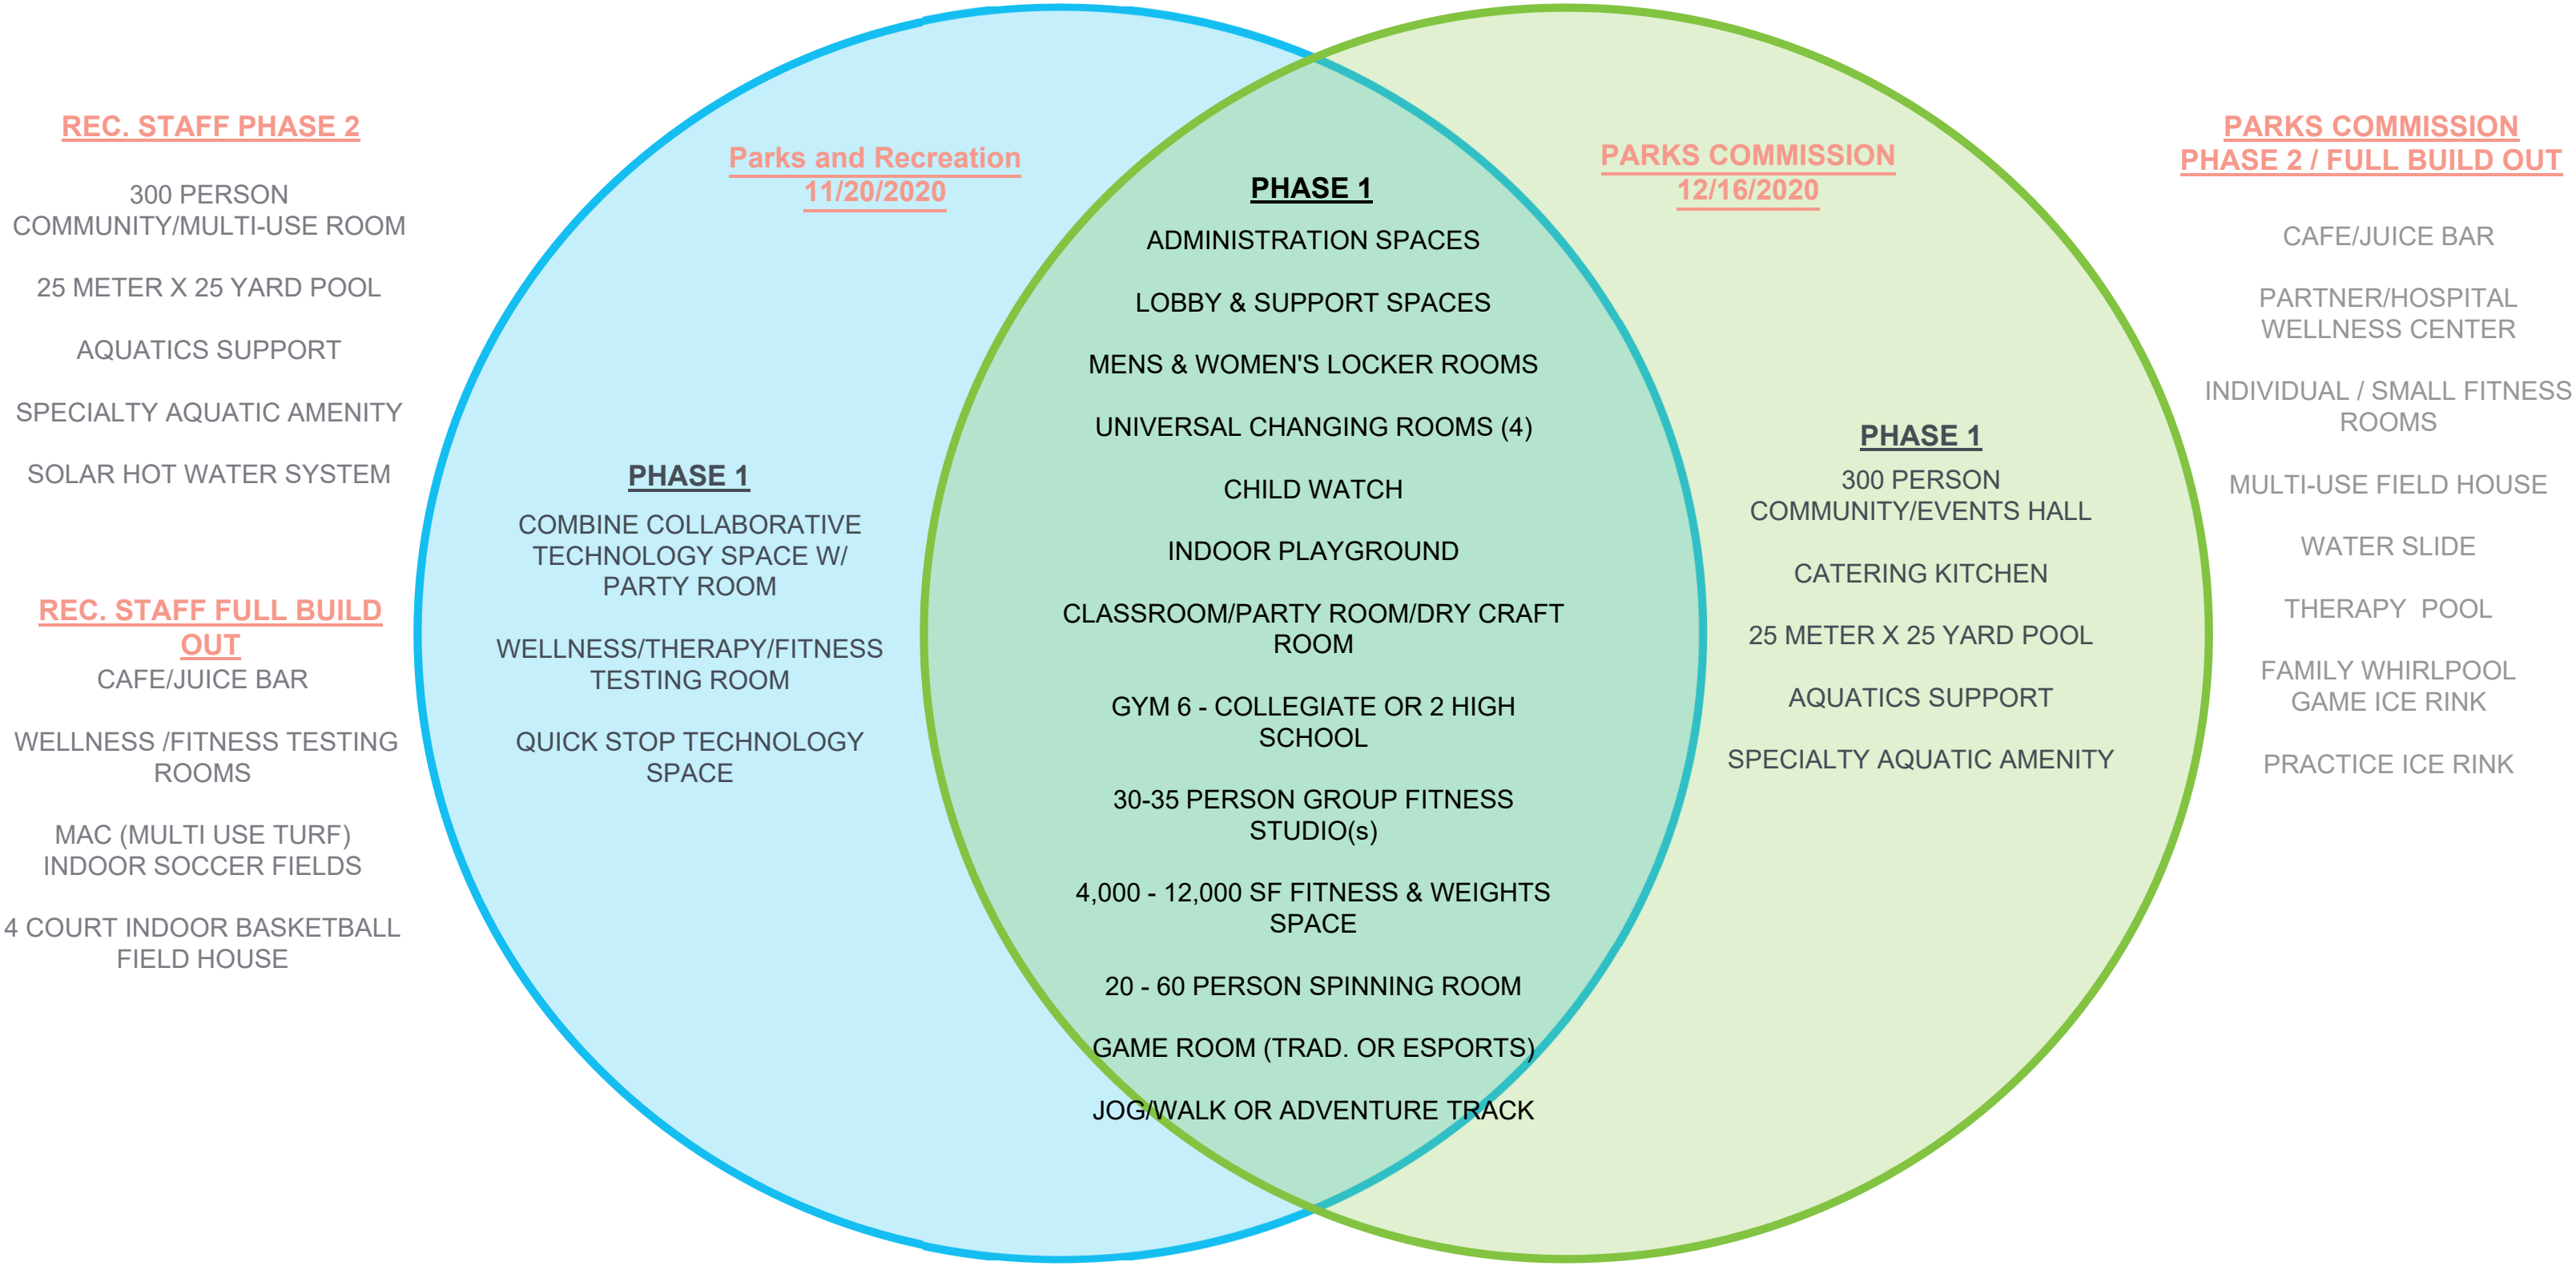 REC. STAFF PHASE 2
300 PERSON
COMMUNITY/MULTI-USE ROOM
25 METER X 25 YARD POOL
AQUATICS SUPPORT
SPECIALTY AQUATIC AMENITY
SOLAR HOT WATER SYSTEM
REC. STAFF FULL BUILD
OUT
CAFE/JUICE BAR
WELLNESS /FITNESS TESTING
ROOMS
MAC (MULTI USE TURF)
INDOOR SOCCER FIELDS
4 COURT INDOOR BASKETBALL
FIELD HOUSE
Parks and Recreation
11/20/2020
PHASE 1
COMBINE COLLABORATIVE
TECHNOLOGY SPACE W/
PARTY ROOM
WELLNESS/THERAPY/FITNESS
TESTING ROOM
QUICK STOP TECHNOLOGY
SPACE
PHASE 1
ADMINISTRATION SPACES
LOBBY & SUPPORT SPACES
MENS & WOMEN'S LOCKER ROOMS
UNIVERSAL CHANGING ROOMS (4)
CHILD WATCH
INDOOR PLAYGROUND
CLASSROOM/PARTY ROOM/DRY CRAFT
ROOM
GYM 6 - COLLEGIATE OR 2 HIGH
SCHOOL
30-35 PERSON GROUP FITNESS
STUDIO(s)
4,000 - 12,000 SF FITNESS & WEIGHTS
SPACE
20 - 60 PERSON SPINNING ROOM
GAME ROOM (TRAD. OR ESPORTS)
JOG/WALK OR ADVENTURE TRACK
PARKS COMMISSION
12/16/2020
PHASE 1
300 PERSON
COMMUNITY/EVENTS HALL
CATERING KITCHEN
25 METER X 25 YARD POOL
AQUATICS SUPPORT
SPECIALTY AQUATIC AMENITY
PARKS COMMISSION
PHASE 2 / FULL BUILD OUT
CAFE/JUICE BAR
PARTNER/HOSPITAL
WELLNESS CENTER
INDIVIDUAL / SMALL FITNESS
ROOMS
MULTI-USE FIELD HOUSE
WATER SLIDE
THERAPY  POOL
FAMILY WHIRLPOOL
GAME ICE RINK
PRACTICE ICE RINK